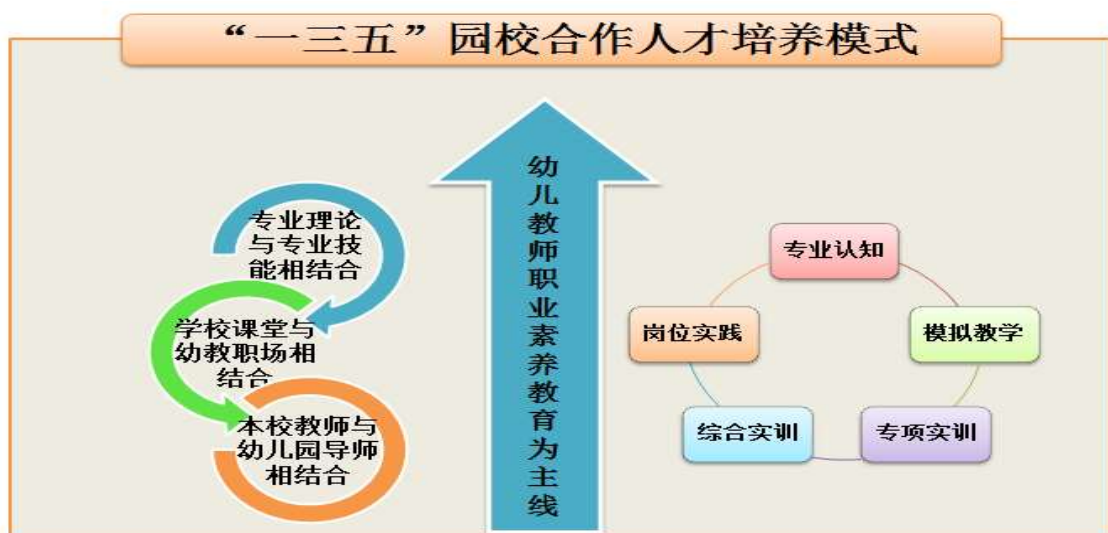 “一三五”园校合作人才培养模式
专业理论
与专业技
能相结合
学校课堂与
幼教职场相
结合
本校教师与
幼儿园导师
相结合
幼儿教师职业素养教育为主线
专业认知
岗位实践
模拟教学
综合实训
专项实训